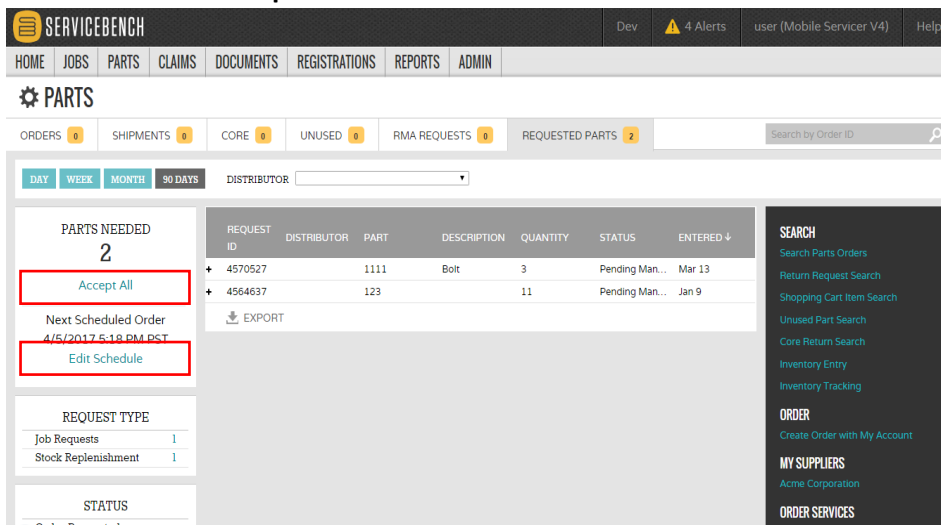 SERVICEBENCH
Dev 4 Alerts user (Mobile Servicer V4) Help
HOME JOBS PARTS CLAIMS DOCUMENTS REGISTRATIONS REPORTS ADMIN
PARTS
ORDERS 0 SHIPMENTS 0 CORE 0 UNUSED 0 RMA REQUESTS 0 REQUESTED PARTS 2 Search by Order ID
DAY WEEK MONTH 90 DAYS DISTRIBUTOR
PARTS NEEDED
2
Accept All
Next Scheduled Order
4/5/2017 5:18 PM PST
Edit Schedule
REQUEST TYPE
Job Requests 1
Stock Replenishment 1
STATUS
REQUEST ID DISTRIBUTOR PART DESCRIPTION QUANTITY STATUS ENTERED
+ 4570527 1111 Bolt 3 Pending Man... Mar 13
+ 4564637 123 11 Pending Man... Jan 9
EXPORT
SEARCH
Search Parts Orders
Return Request Search
Shopping Cart Item Search
Unused Part Search
Core Return Search
Inventory Entry
Inventory Tracking
ORDER
Create Order with My Account
MY SUPPLIERS
Acme Corporation
ORDER SERVICES